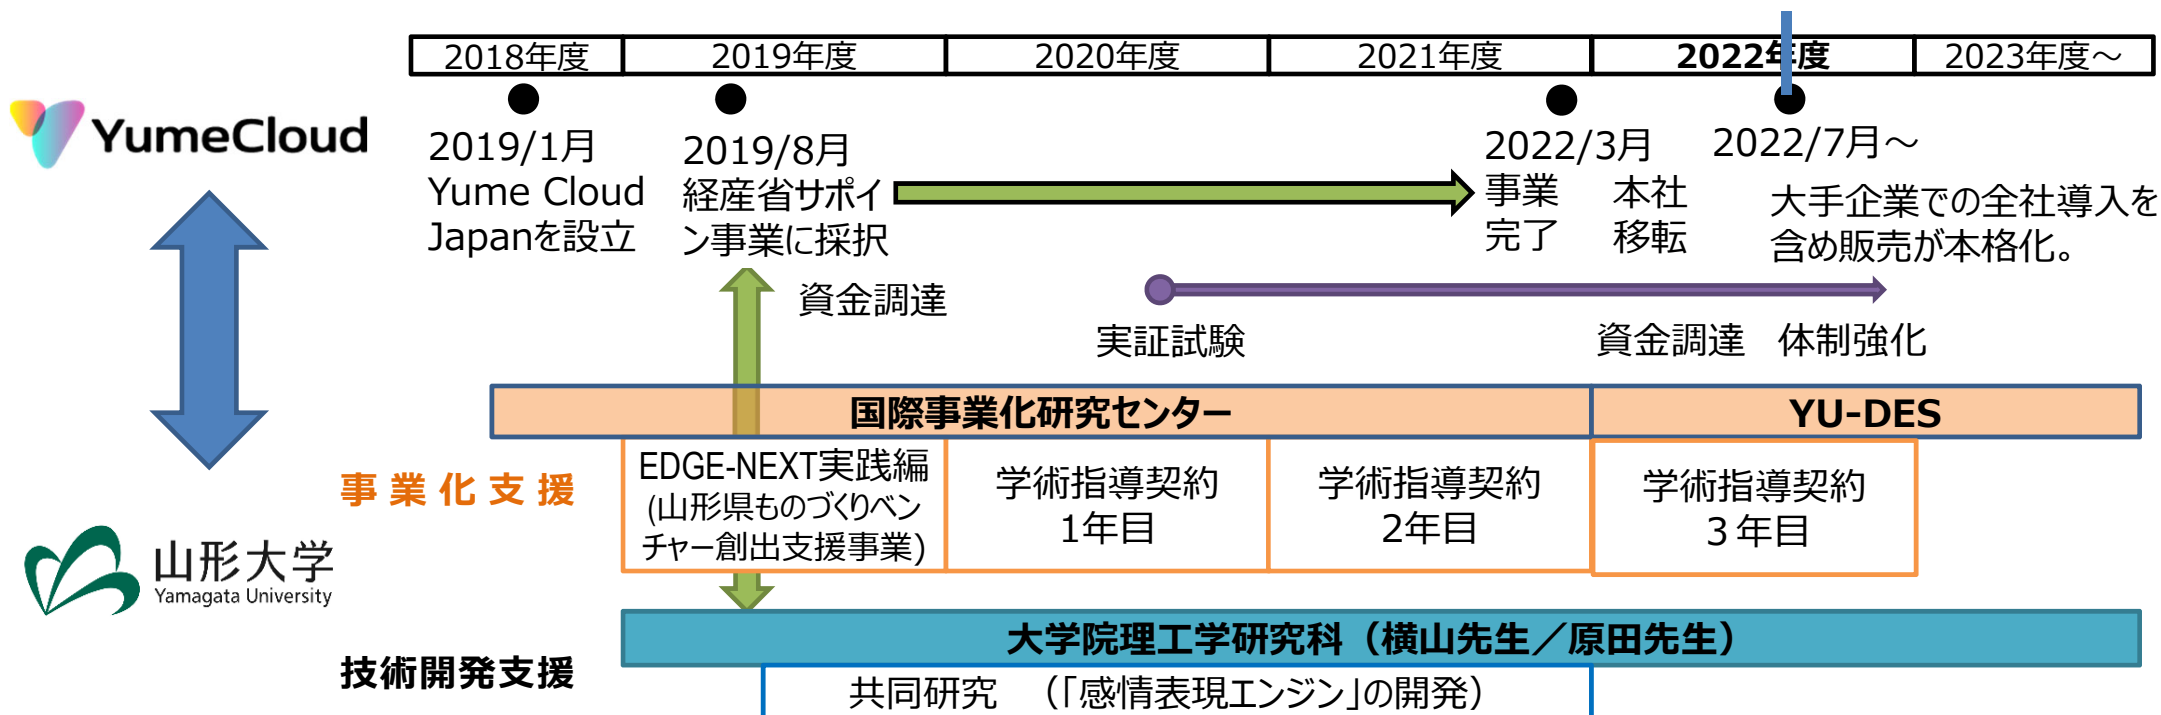 2018年度 2019年度 2020年度 2021年度 2022年度 2023年度～
YumeCloud
2019/1月
Yume Cloud
Japanを設立
2019/8月
経産省サポイ
ン事業に採択
2022/3月
事業 本社
完了 移転
2022/7月～
大手企業での全社導入を
含め販売が本格化。
資金調達
実証試験
資金調達 体制強化
国際事業化研究センター
YU-DES
事業化支援
EDGE-NEXT実践編
(山形県ものづくりベン
チャー創出支援事業)
学術指導契約
1年目
学術指導契約
2年目
学術指導契約
３年目
山形大学
Yamagata University
大学院理工学研究科（横山先生／原田先生）
技術開発支援
共同研究 （「感情表現エンジン」の開発）